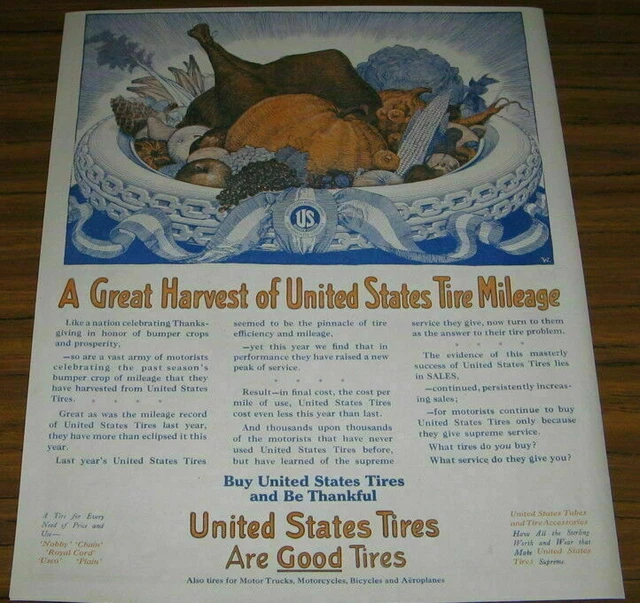 US
A Great Harvest of United States Tire Mileage
Like a nation celebrating Thanks-
giving in honor of bumper crops
and prosperity,
—so are a vast army of motorists
celebrating the past season's
bumper crop of mileage that they
have harvested from United States
Tires.
Great as was the mileage record
of United States Tires last year,
they have more than eclipsed it this
year.
Last year's United States Tires
seemed to be the pinnacle of tire
efficiency and mileage,
—yet this year we find that in
performance they have raised a new
peak of service.
Result—in final cost, the cost per
mile of use, United States Tires
cost even less this year than last.
And thousands upon thousands
of the motorists that have never
used United States Tires before,
but have learned of the supreme
service they give, now turn to them
as the answer to their tire problem.
The evidence of this masterly
success of United States Tires lies
in SALES,
—continued, persistently increas-
ing sales;
—for motorists continue to buy
United States Tires only because
they give supreme service.
What tires do you buy?
What service do they give you?
Buy United States Tires
and Be Thankful
United States Tires
Are Good Tires
A Tire for Every
Need of Price and
Use—
'Nobby' 'Chain'
'Royal Cord'
'Usco' 'Plain'
United States Tubes
and Tire Accessories
Have All the Sterling
Worth and Wear that
Make United States
Tires Supreme
Also tires for Motor Trucks, Motorcycles, Bicycles and Aëroplanes